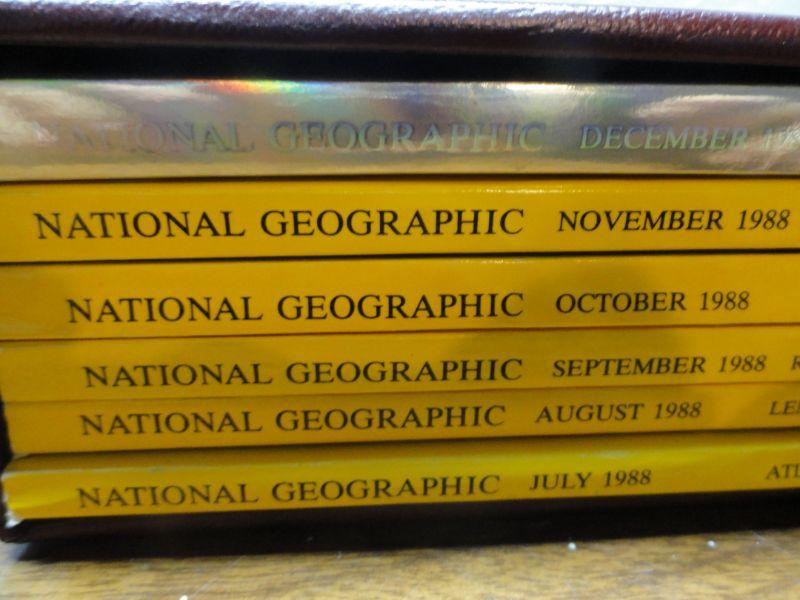 NATIONAL GEOGRAPHIC DECEMBER
NATIONAL GEOGRAPHIC NOVEMBER 1988
NATIONAL GEOGRAPHIC OCTOBER 1988
NATIONAL GEOGRAPHIC SEPTEMBER 1988
NATIONAL GEOGRAPHIC AUGUST 1988
NATIONAL GEOGRAPHIC JULY 1988